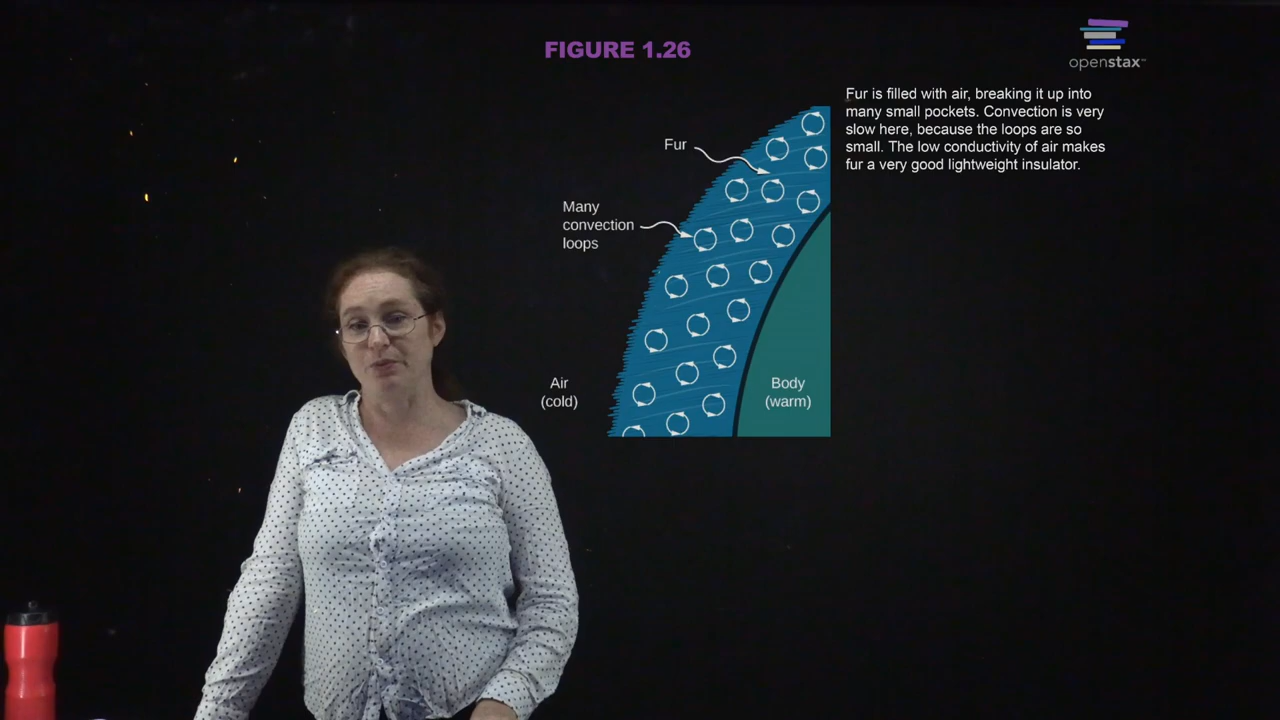 FIGURE 1.26
openstax™
Fur is filled with air, breaking it up into
many small pockets. Convection is very
slow here, because the loops are so
small. The low conductivity of air makes
fur a very good lightweight insulator.
Fur
Many
convection
loops
Air
(cold)
Body
(warm)